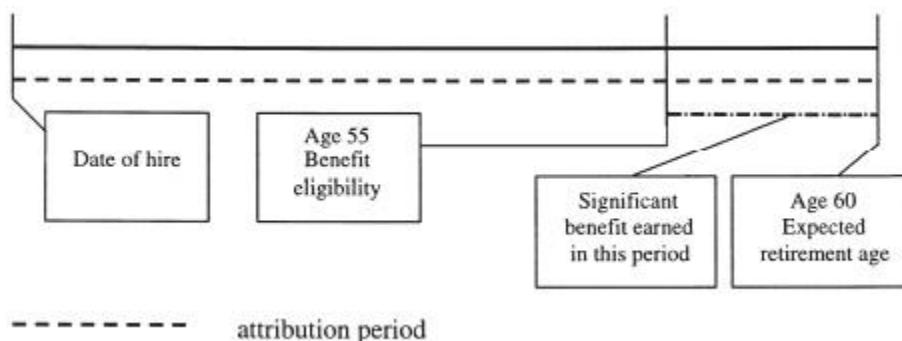 Date of hire
Age 55
Benefit
eligibility
Significant
benefit earned
in this period
Age 60
Expected
retirement age
attribution period